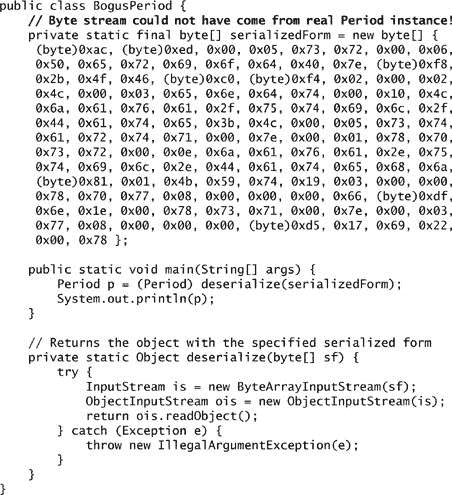 public class BogusPeriod {
// Byte stream could not have come from real Period instance!
private static final byte[] serializedForm = new byte[] {
(byte)0xac, (byte)0xed, 0x00, 0x05, 0x73, 0x72, 0x00, 0x06,
0x50, 0x65, 0x72, 0x69, 0x6f, 0x64, 0x40, 0x7e, (byte)0xf8,
0x2b, 0x4f, 0x46, (byte)0xc0, (byte)0xf4, 0x02, 0x00, 0x02,
0x4c, 0x00, 0x03, 0x65, 0x6e, 0x64, 0x74, 0x00, 0x10, 0x4c,
0x6a, 0x61, 0x76, 0x61, 0x2f, 0x75, 0x74, 0x69, 0x6c, 0x2f,
0x44, 0x61, 0x74, 0x65, 0x3b, 0x4c, 0x00, 0x05, 0x73, 0x74,
0x61, 0x72, 0x74, 0x71, 0x00, 0x7e, 0x00, 0x01, 0x78, 0x70,
0x73, 0x72, 0x00, 0x0e, 0x6a, 0x61, 0x76, 0x61, 0x2e, 0x75,
0x74, 0x69, 0x6c, 0x2e, 0x44, 0x61, 0x74, 0x65, 0x68, 0x6a,
(byte)0x81, 0x01, 0x4b, 0x59, 0x74, 0x19, 0x03, 0x00, 0x00,
0x78, 0x70, 0x77, 0x08, 0x00, 0x00, 0x00, 0x66, (byte)0xdf,
0x6e, 0x1e, 0x00, 0x78, 0x73, 0x71, 0x00, 0x7e, 0x00, 0x03,
0x77, 0x08, 0x00, 0x00, 0x00, (byte)0xd5, 0x17, 0x69, 0x22,
0x00, 0x78 };
public static void main(String[] args) {
Period p = (Period) deserialize(serializedForm);
System.out.println(p);
}
// Returns the object with the specified serialized form
private static Object deserialize(byte[] sf) {
try {
InputStream is = new ByteArrayInputStream(sf);
ObjectInputStream ois = new ObjectInputStream(is);
return ois.readObject();
} catch (Exception e) {
throw new IllegalArgumentException(e);
}
}
}